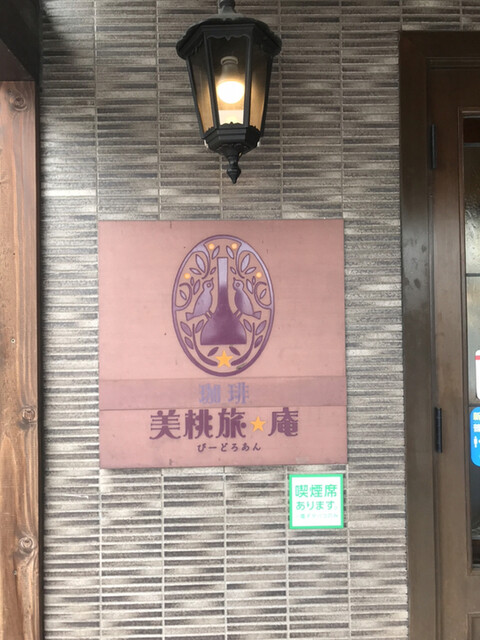 珈琲
美桃旅★庵
びーどろあん
喫煙席
あります